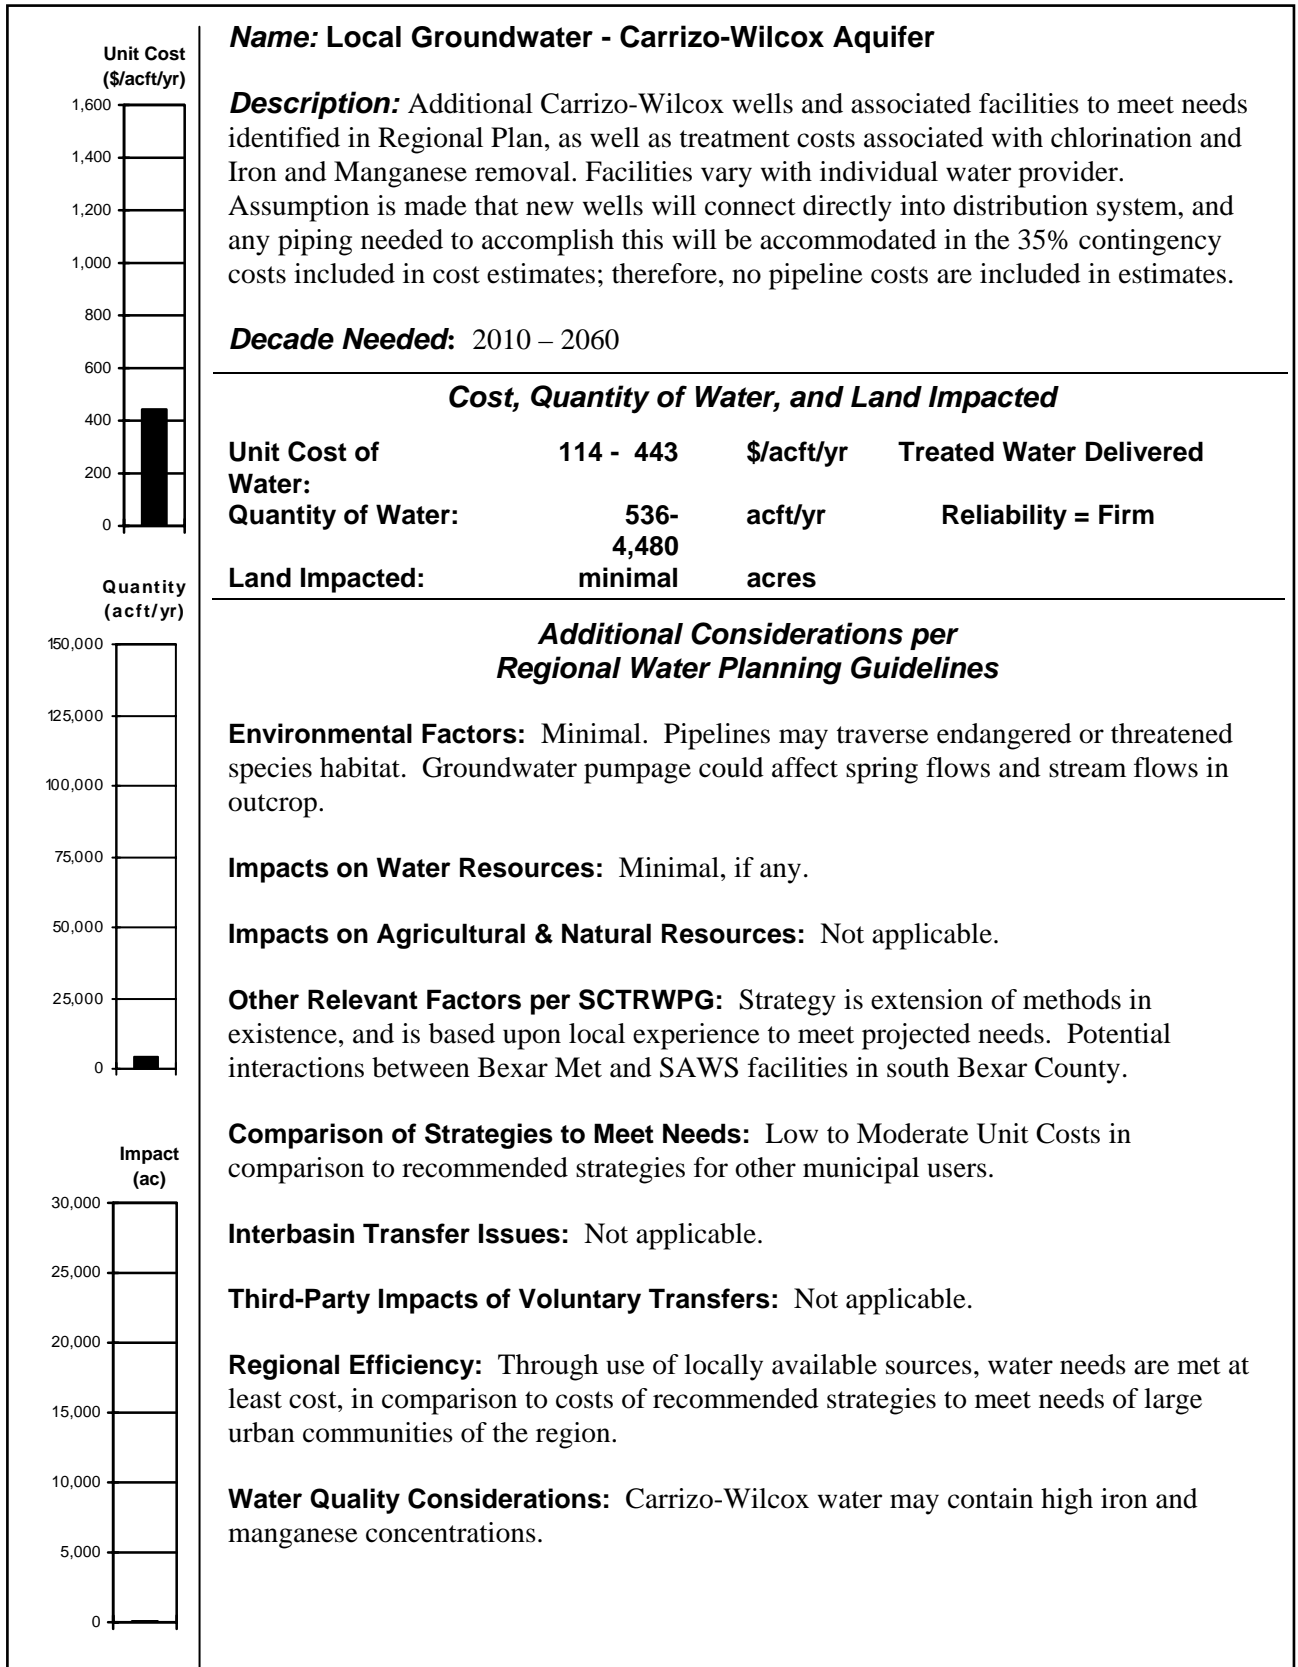 Unit Cost
($/acft/yr)
1,600
1,400
1,200
1,000
800
600
400
200
0
Quantity
(acft/yr)
150,000
125,000
100,000
75,000
50,000
25,000
0
Impact
(ac)
30,000
25,000
20,000
15,000
10,000
5,000
0
Name: Local Groundwater - Carrizo-Wilcox Aquifer
Description: Additional Carrizo-Wilcox wells and associated facilities to meet needs
identified in Regional Plan, as well as treatment costs associated with chlorination and
Iron and Manganese removal. Facilities vary with individual water provider.
Assumption is made that new wells will connect directly into distribution system, and
any piping needed to accomplish this will be accommodated in the 35% contingency
costs included in cost estimates; therefore, no pipeline costs are included in estimates.
Decade Needed: 2010 – 2060
Cost, Quantity of Water, and Land Impacted
Unit Cost of 114 - 443 $/acft/yr Treated Water Delivered
Water:
Quantity of Water: 536- acft/yr Reliability = Firm
4,480
Land Impacted: minimal acres
Additional Considerations per
Regional Water Planning Guidelines
Environmental Factors: Minimal. Pipelines may traverse endangered or threatened
species habitat. Groundwater pumpage could affect spring flows and stream flows in
outcrop.
Impacts on Water Resources: Minimal, if any.
Impacts on Agricultural & Natural Resources: Not applicable.
Other Relevant Factors per SCTRWPG: Strategy is extension of methods in
existence, and is based upon local experience to meet projected needs. Potential
interactions between Bexar Met and SAWS facilities in south Bexar County.
Comparison of Strategies to Meet Needs: Low to Moderate Unit Costs in
comparison to recommended strategies for other municipal users.
Interbasin Transfer Issues: Not applicable.
Third-Party Impacts of Voluntary Transfers: Not applicable.
Regional Efficiency: Through use of locally available sources, water needs are met at
least cost, in comparison to costs of recommended strategies to meet needs of large
urban communities of the region.
Water Quality Considerations: Carrizo-Wilcox water may contain high iron and
manganese concentrations.